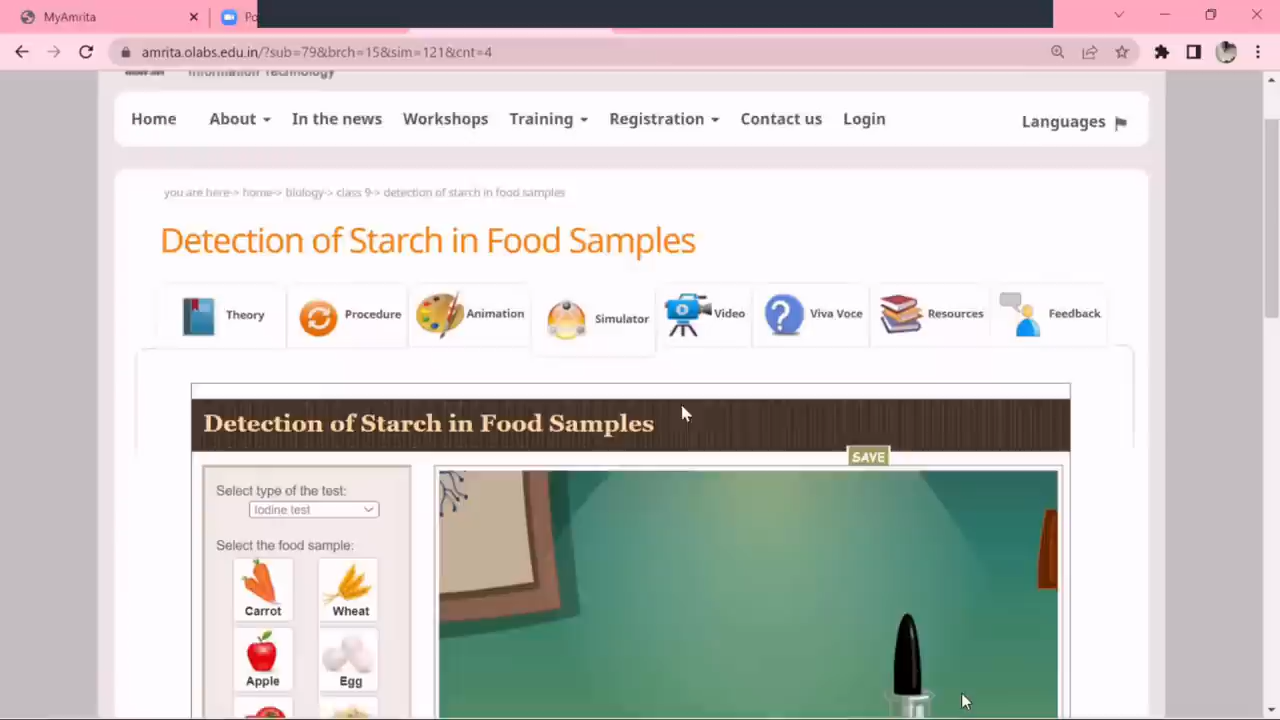 MyAmrita
Po
amrita.olabs.edu.in/?sub=79&brch=15&sim=121&cnt=4
Information Technology
Home About In the news Workshops Training Registration Contact us Login Languages
you are here-> home-> biology-> class 9-> detection of starch in food samples
Detection of Starch in Food Samples
Theory Procedure Animation Simulator Video Viva Voce Resources Feedback
Detection of Starch in Food Samples
SAVE
Select type of the test:
Iodine test
Select the food sample:
Carrot Wheat
Apple Egg